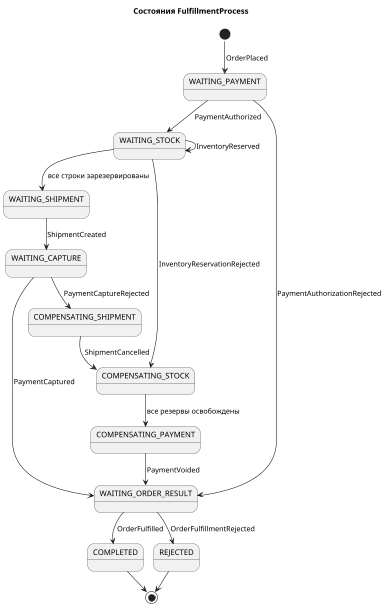 Состояния FulfillmentProcess
OrderPlaced
WAITING_PAYMENT
PaymentAuthorized
WAITING_STOCK
InventoryReserved
все строки зарезервированы
WAITING_SHIPMENT
ShipmentCreated
WAITING_CAPTURE
InventoryReservationRejected
PaymentCaptureRejected
PaymentAuthorizationRejected
COMPENSATING_SHIPMENT
ShipmentCancelled
COMPENSATING_STOCK
PaymentCaptured
все резервы освобождены
COMPENSATING_PAYMENT
PaymentVoided
WAITING_ORDER_RESULT
OrderFulfilled
OrderFulfillmentRejected
COMPLETED
REJECTED